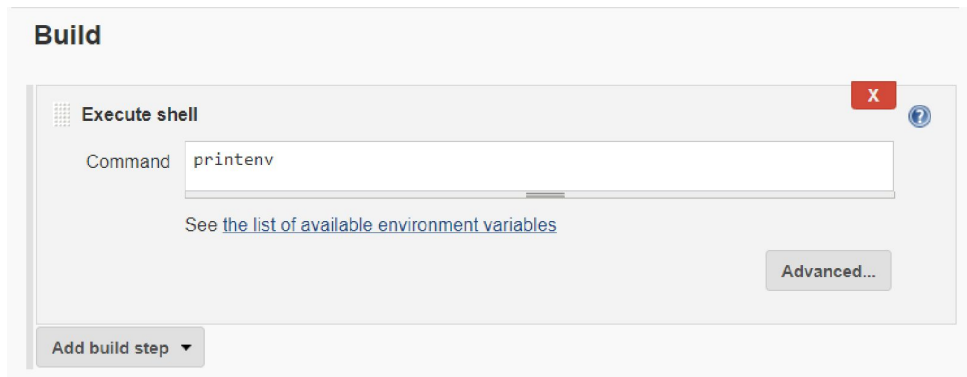 Build
Execute shell
X
Command
printenv
See the list of available environment variables
Advanced...
Add build step